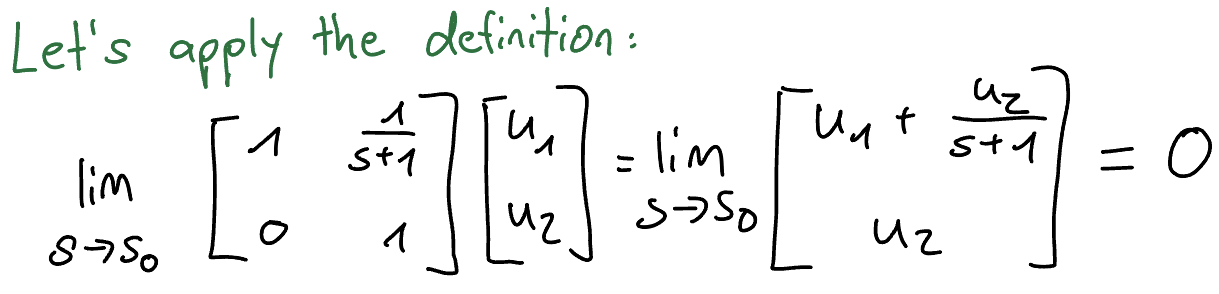 Let's apply the definition:
lim s→s₀ [1 1/(s+1) 0 1] [u₁ u₂] = lim s→s₀ [u₁ + u₂/(s+1) u₂] = 0